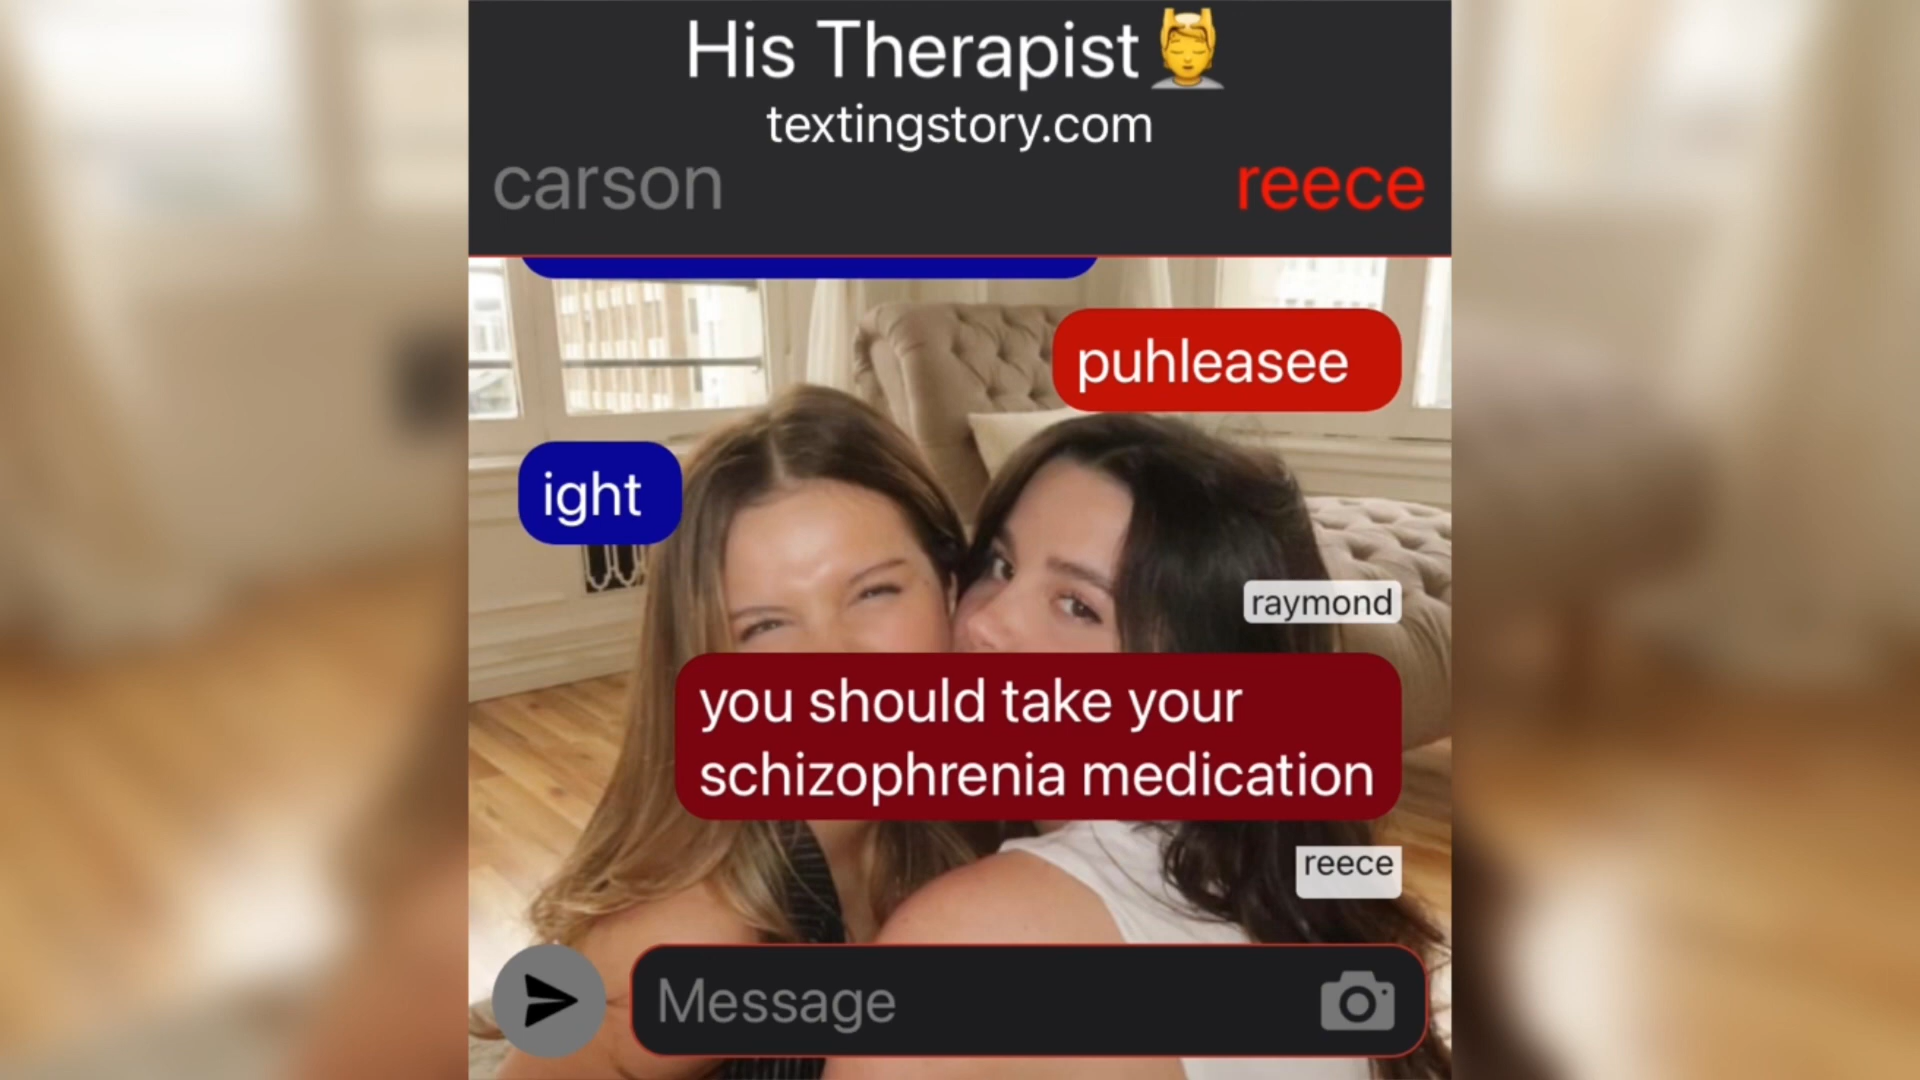 His Therapist💆
textingstory.com
carson
reece
puhleasee
ight
raymond
you should take your
schizophrenia medication
reece
Message